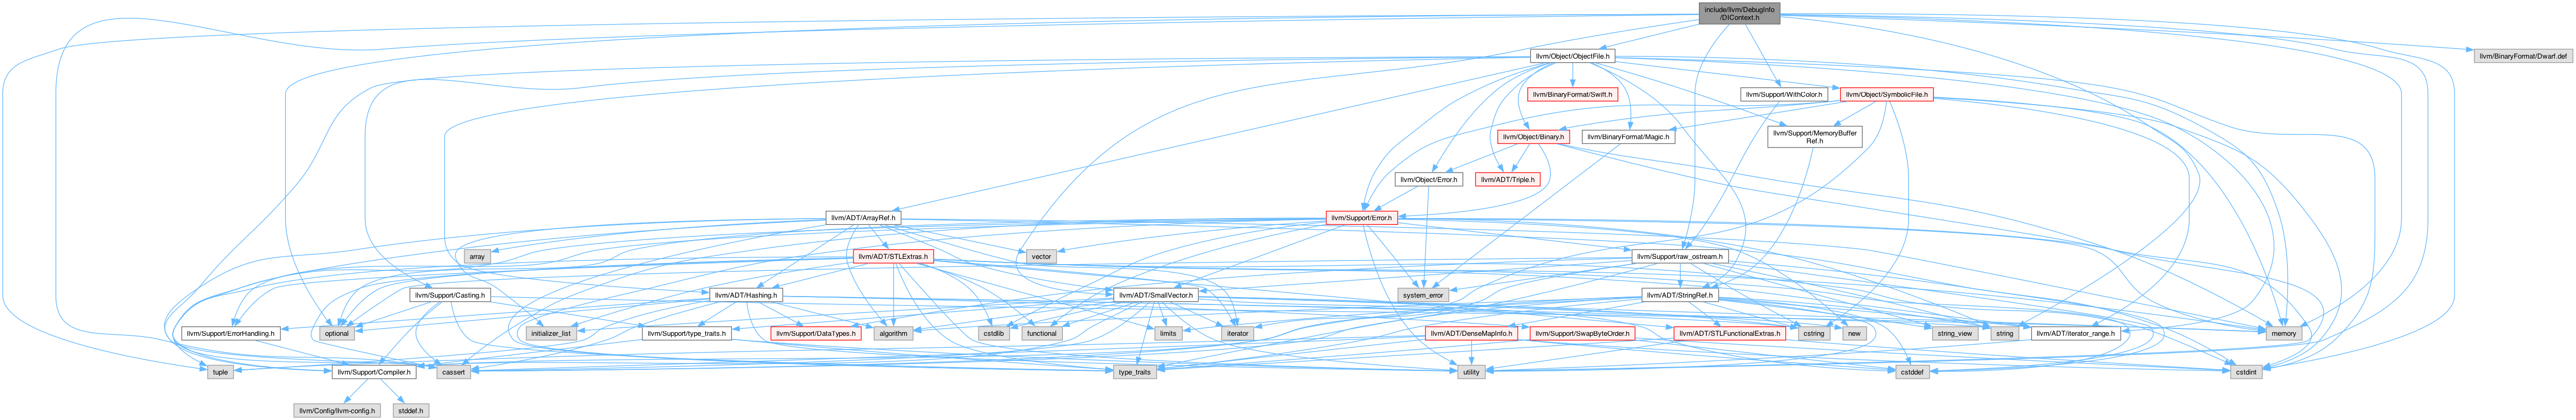 include/llvm/DebugInfo
/DIContext.h
llvm/Object/ObjectFile.h
llvm/BinaryFormat/Dwarf.def
llvm/BinaryFormat/Swift.h
llvm/Support/WithColor.h
llvm/Object/SymbolicFile.h
llvm/Object/Binary.h
llvm/BinaryFormat/Magic.h
llvm/Support/MemoryBuffer
Ref.h
llvm/Object/Error.h
llvm/ADT/Triple.h
llvm/ADT/ArrayRef.h
llvm/Support/Error.h
array
llvm/ADT/STLExtras.h
vector
llvm/Support/raw_ostream.h
llvm/Support/Casting.h
llvm/ADT/Hashing.h
llvm/ADT/SmallVector.h
system_error
llvm/ADT/StringRef.h
llvm/Support/ErrorHandling.h
optional
initializer_list
llvm/Support/type_traits.h
llvm/Support/DataTypes.h
algorithm
cstdlib
functional
limits
iterator
llvm/ADT/DenseMapInfo.h
llvm/Support/SwapByteOrder.h
llvm/ADT/STLFunctionalExtras.h
cstring
new
string_view
string
llvm/ADT/iterator_range.h
memory
tuple
llvm/Support/Compiler.h
cassert
type_traits
utility
cstddef
cstdint
llvm/Config/llvm-config.h
stddef.h